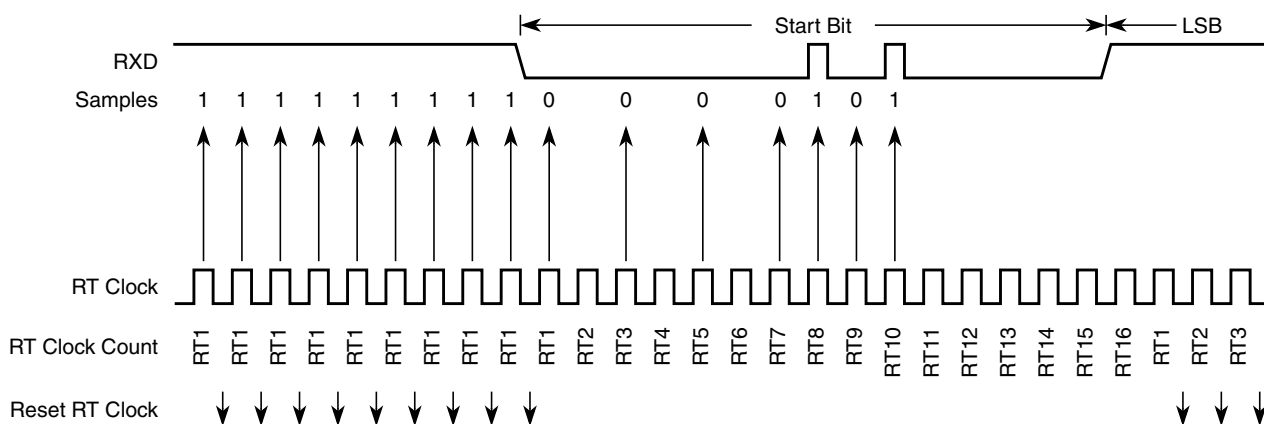 Start Bit
LSB
RXD
Samples 1 1 1 1 1 1 1 1 1 0 0 0 0 1 0 1
RT Clock
RT Clock Count RT1 RT1 RT1 RT1 RT1 RT1 RT1 RT1 RT1 RT1 RT2 RT3 RT4 RT5 RT6 RT7 RT8 RT9 RT10 RT11 RT12 RT13 RT14 RT15 RT16 RT1 RT2 RT3
Reset RT Clock